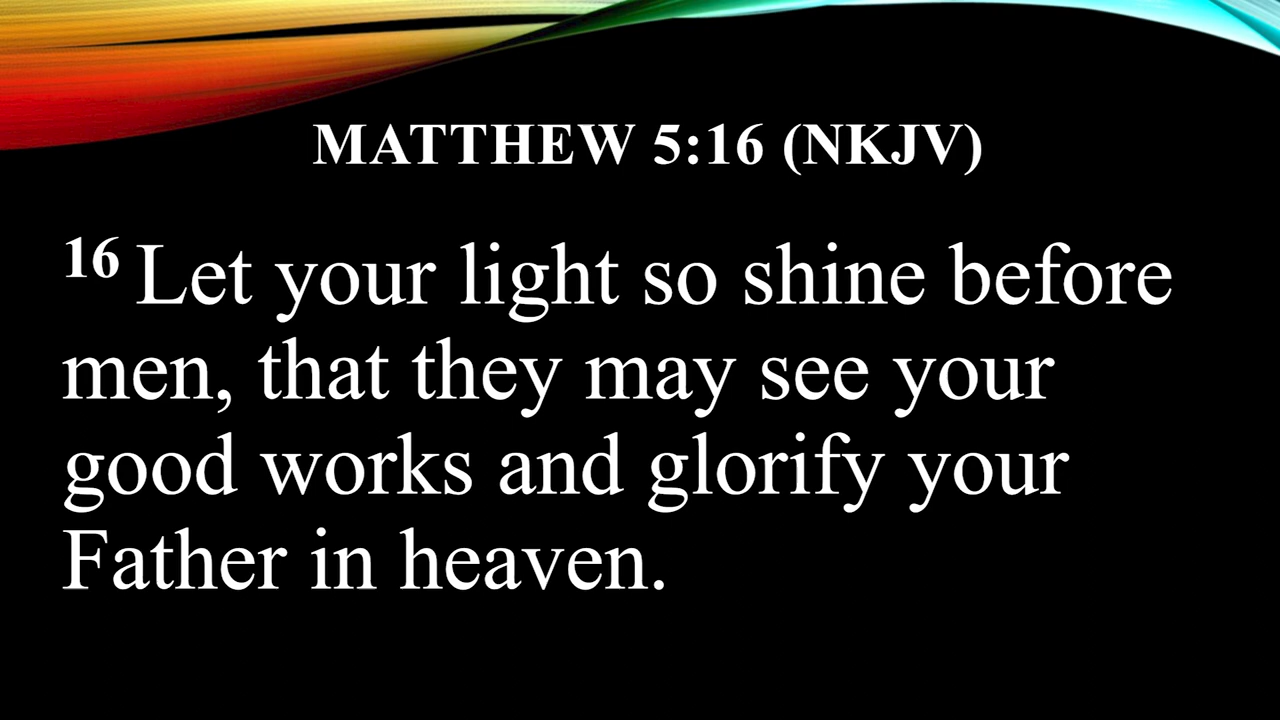 MATTHEW 5:16 (NKJV)
16 Let your light so shine before
men, that they may see your
good works and glorify your
Father in heaven.